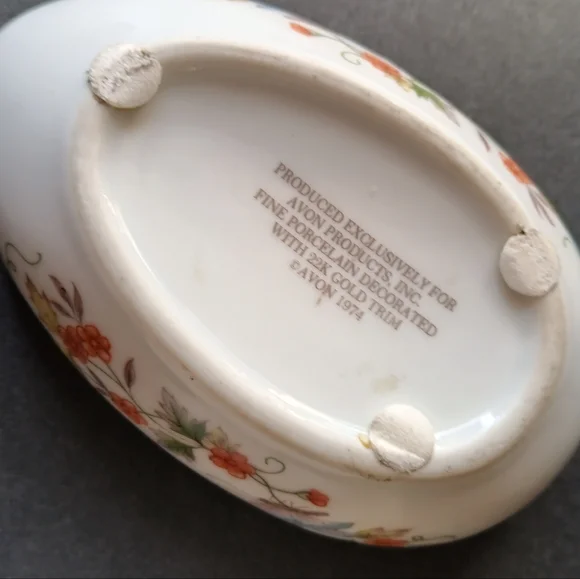 PRODUCED EXCLUSIVELY FOR
AVON PRODUCTS, INC.
FINE PORCELAIN DECORATED
WITH 22K GOLD TRIM
©AVON 1974